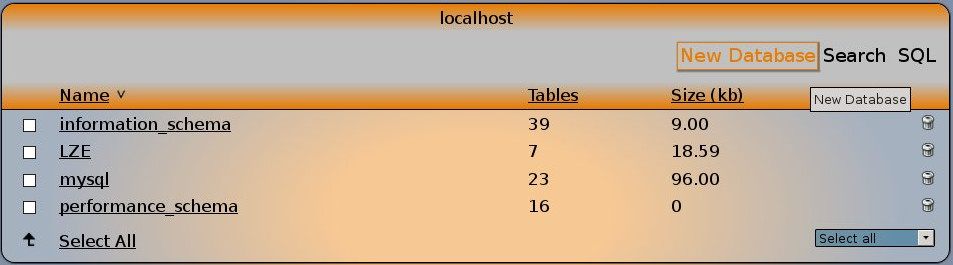 localhost
New Database Search SQL
Name Tables Size (kb)
New Database
information_schema 39 9.00
LZE 7 18.59
mysql 23 96.00
performance_schema 16 0
Select All Select all